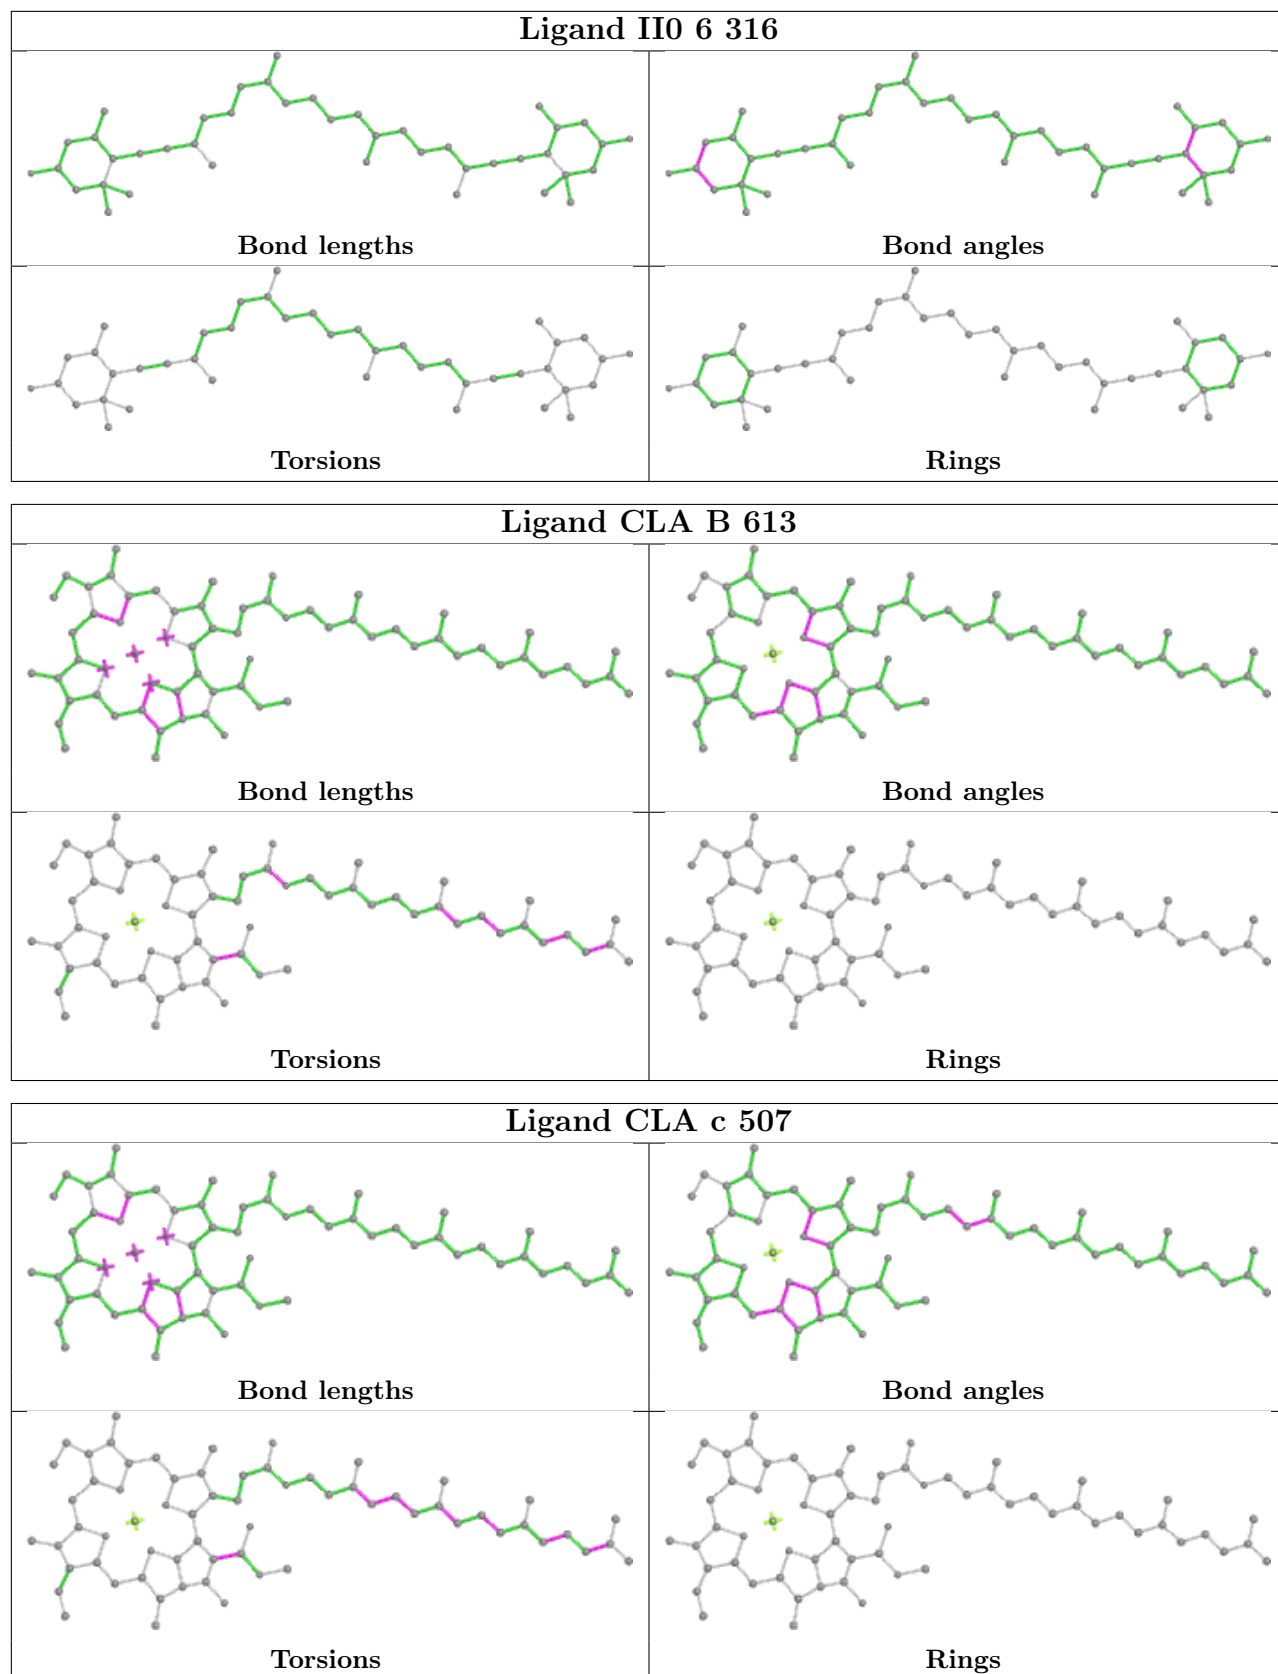 Ligand II0 6 316
Bond lengths
Bond angles
Torsions
Rings
Ligand CLA B 613
Bond lengths
Bond angles
Torsions
Rings
Ligand CLA c 507
Bond lengths
Bond angles
Torsions
Rings